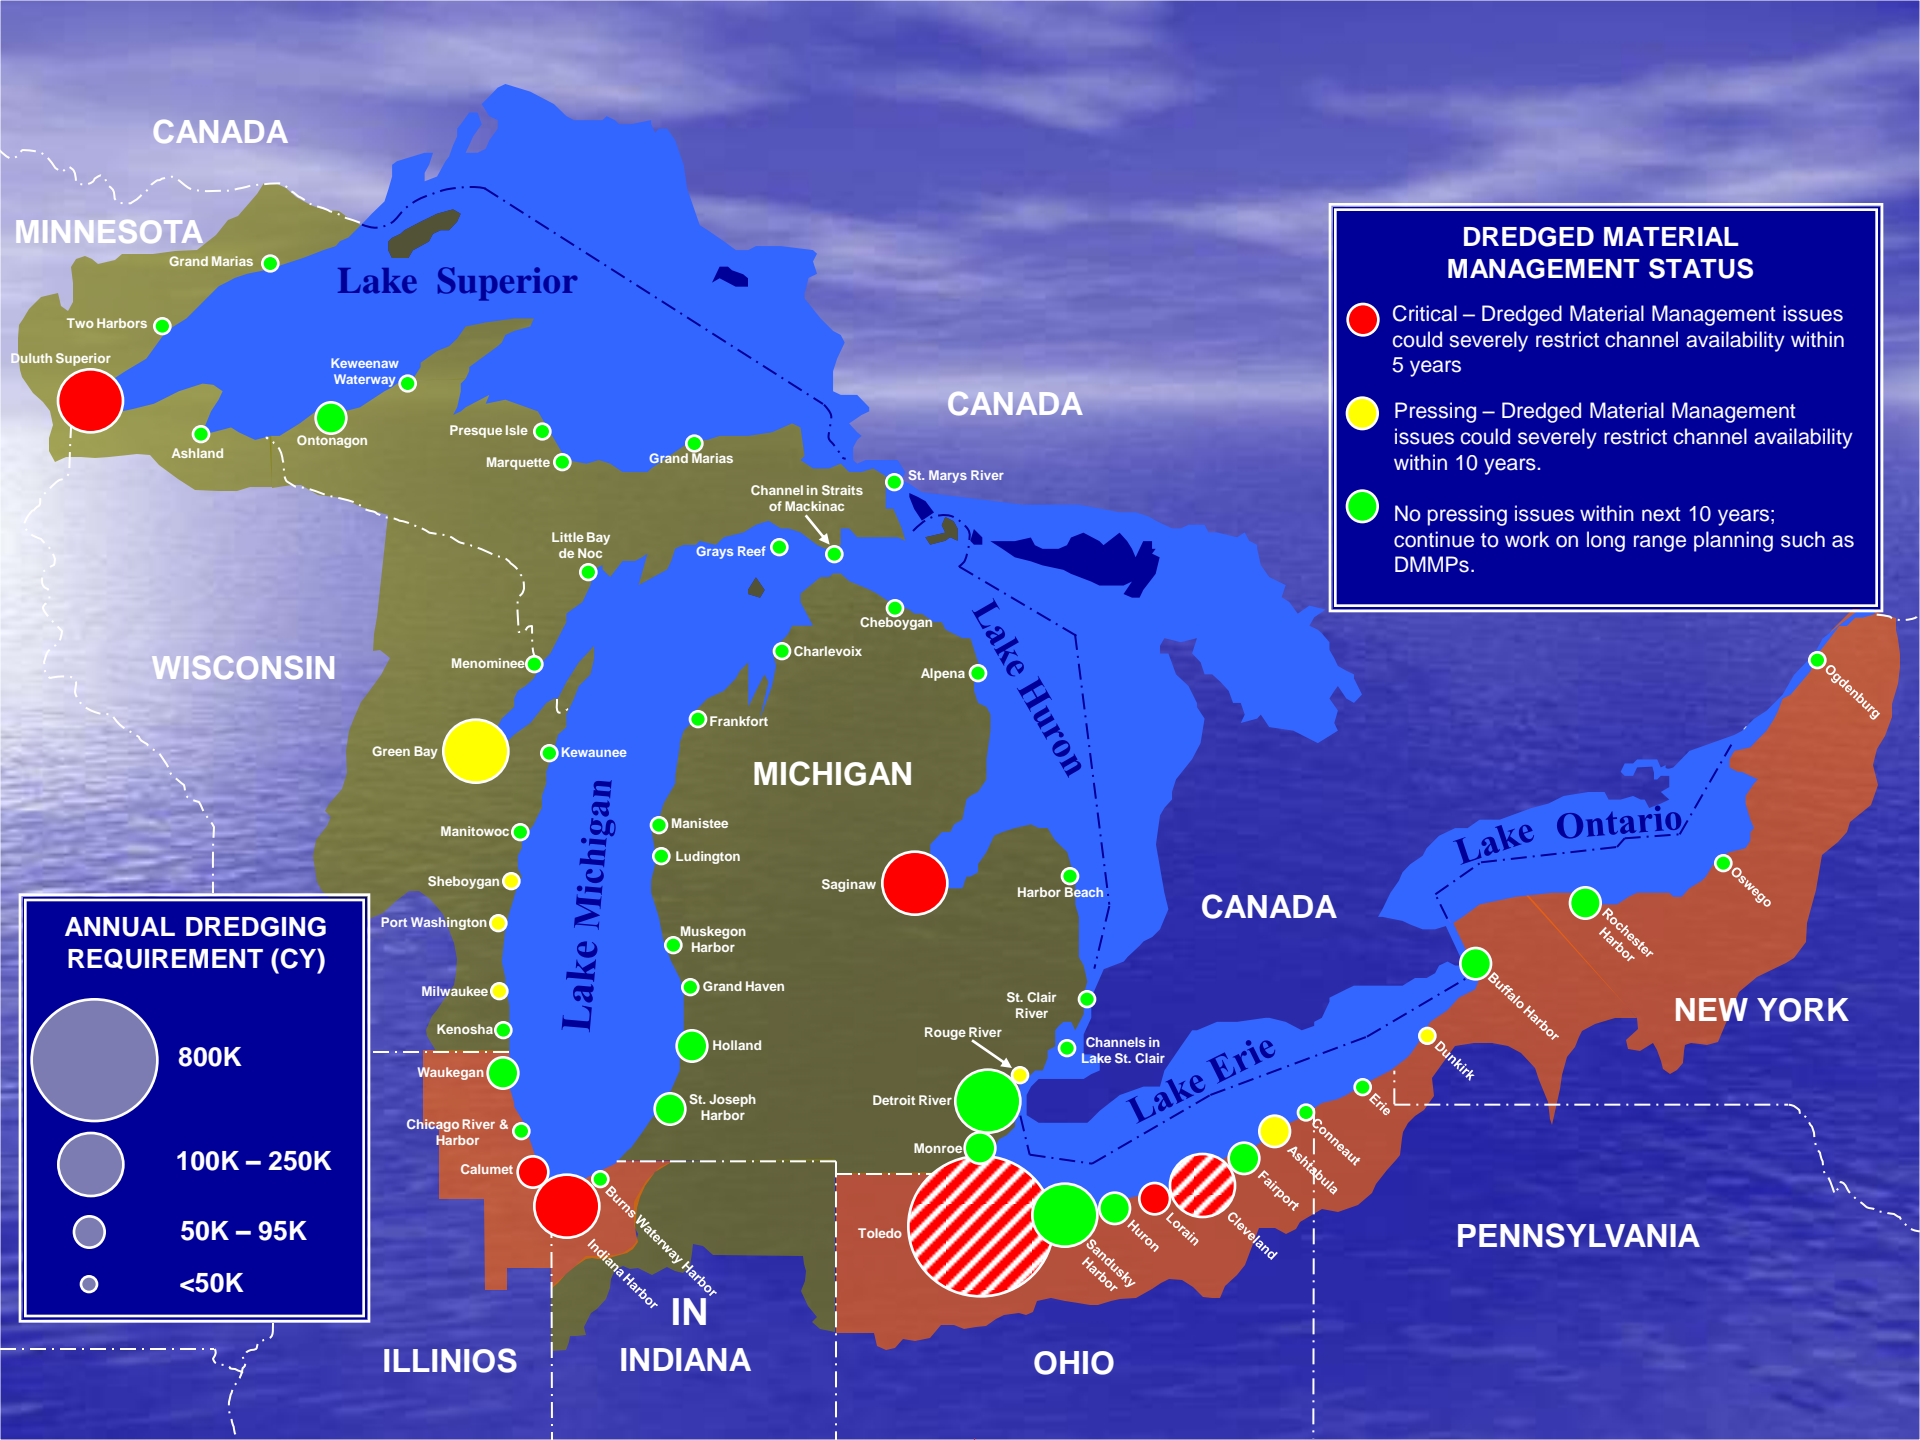 CANADA
MINNESOTA
Grand Marias
Lake Superior
Two Harbors
Duluth Superior
Keweenaw
Waterway
Ontonagon
Ashland
Presque Isle
Marquette
Grand Marias
CANADA
St. Marys River
Channel in Straits
of Mackinac
Little Bay
de Noc
Grays Reef
Cheboygan
Charlevoix
Alpena
Lake Huron
WISCONSIN
Menominee
Green Bay
Kewaunee
Frankfort
MICHIGAN
Lake Michigan
Manitowoc
Manistee
Ludington
Sheboygan
Saginaw
Harbor Beach
Port Washington
Muskegon
Harbor
Milwaukee
Grand Haven
Kenosha
Holland
Waukegan
St. Joseph
Harbor
Chicago River &
Harbor
Calumet
Burns Waterway Harbor
Indiana Harbor
St. Clair
River
Rouge River
Channels in
Lake St. Clair
Detroit River
Monroe
Toledo
Sandusky
Harbor
Huron
Lorain
Cleveland
Fairport
Ashtabula
Conneaut
Erie
Dunkirk
Lake Erie
CANADA
Buffalo Harbor
Rochester
Harbor
Oswego
Ogdenburg
Lake Ontario
NEW YORK
PENNSYLVANIA
OHIO
IN
INDIANA
ILLINIOS
DREDGED MATERIAL
MANAGEMENT STATUS
Critical – Dredged Material Management issues
could severely restrict channel availability within
5 years
Pressing – Dredged Material Management
issues could severely restrict channel availability
within 10 years.
No pressing issues within next 10 years;
continue to work on long range planning such as
DMMPs.
ANNUAL DREDGING
REQUIREMENT (CY)
800K
100K – 250K
50K – 95K
<50K